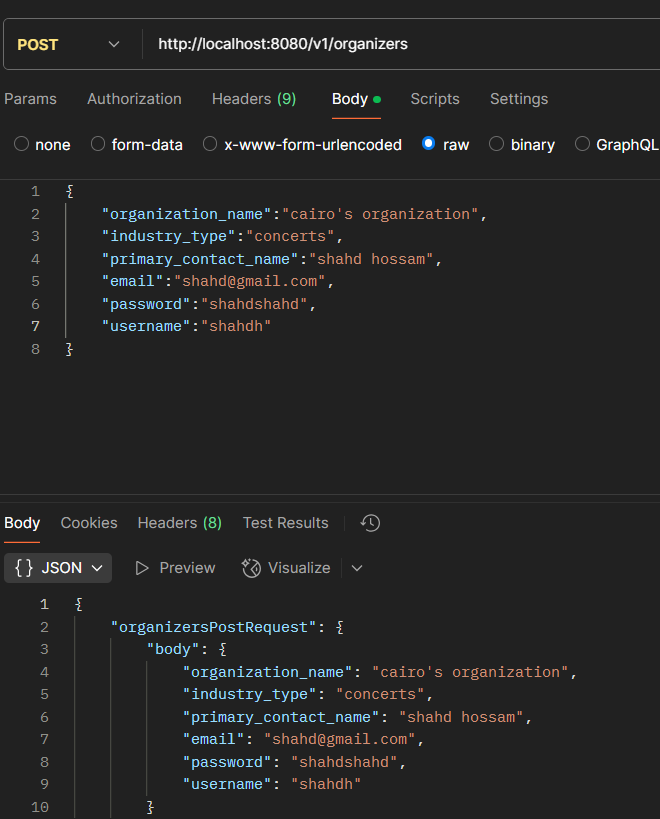 POST http://localhost:8080/v1/organizers
Params Authorization Headers (9) Body Scripts Settings
none form-data x-www-form-urlencoded raw binary GraphQL
1 {
2 "organization_name":"cairo's organization",
3 "industry_type":"concerts",
4 "primary_contact_name":"shahd hossam",
5 "email":"shahd@gmail.com",
6 "password":"shahdshahd",
7 "username":"shahdh"
8 }
Body Cookies Headers (8) Test Results
{} JSON Preview Visualize
1 {
2 "organizersPostRequest": {
3 "body": {
4 "organization_name": "cairo's organization",
5 "industry_type": "concerts",
6 "primary_contact_name": "shahd hossam",
7 "email": "shahd@gmail.com",
8 "password": "shahdshahd",
9 "username": "shahdh"
10 }